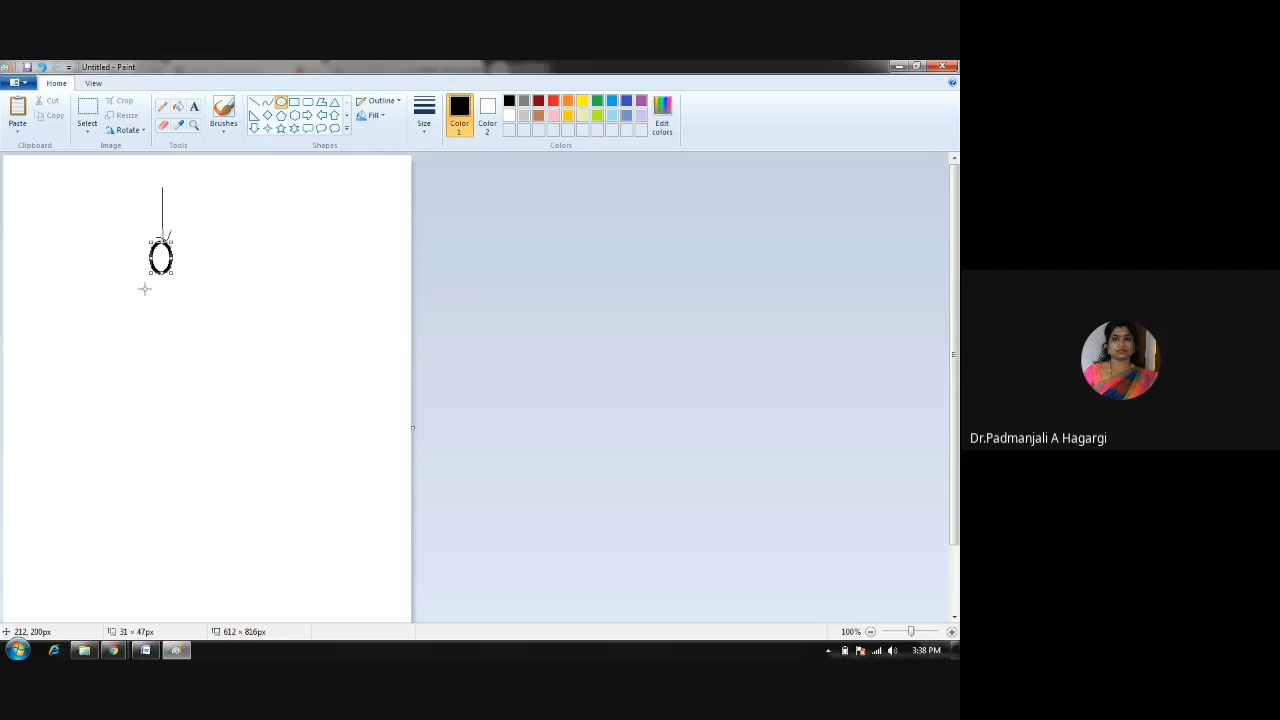 Untitled - Paint
Home View
Paste
Cut
Copy
Clipboard
Select
Crop
Resize
Rotate
Image
A
Tools
Brushes
Outline
Fill
Shapes
Size
Color
1
Color
2
Edit
colors
Colors
212, 200px
31 × 47px
612 × 816px
100%
3:38 PM
Dr.Padmanjali A Hagargi